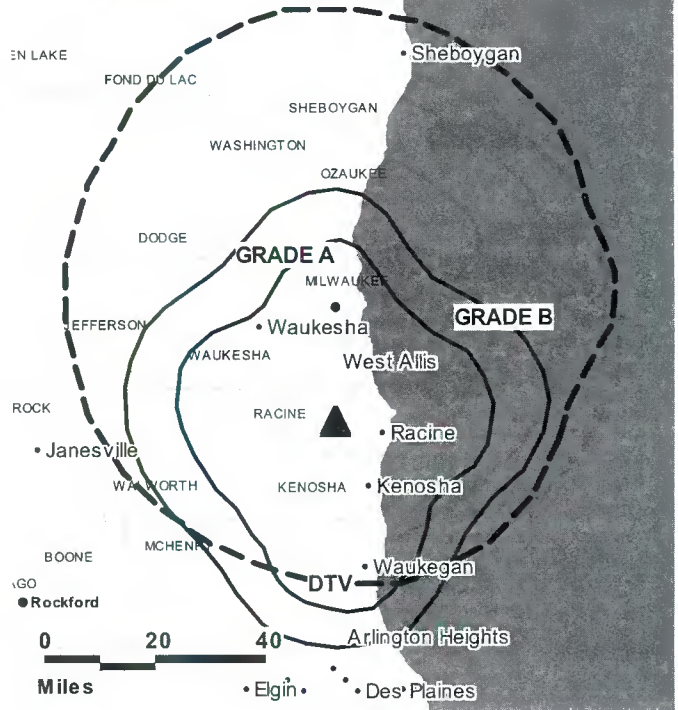 Sheboygan
EN LAKE
FOND DU LAC
SHEBOYGAN
WASHINGTON
OZAUKEE
DODGE
GRADE A
MILWAUKEE
GRADE B
JEFFERSON
Waukesha
WAUKESHA
West Allis
ROCK
RACINE
Racine
Janesville
WALWORTH
KENOSHA
Kenosha
MCHENRY
BOONE
Waukegan
DTV
GO
Rockford
0 20 40
Arlington Heights
Miles
Elgin
Des Plaines